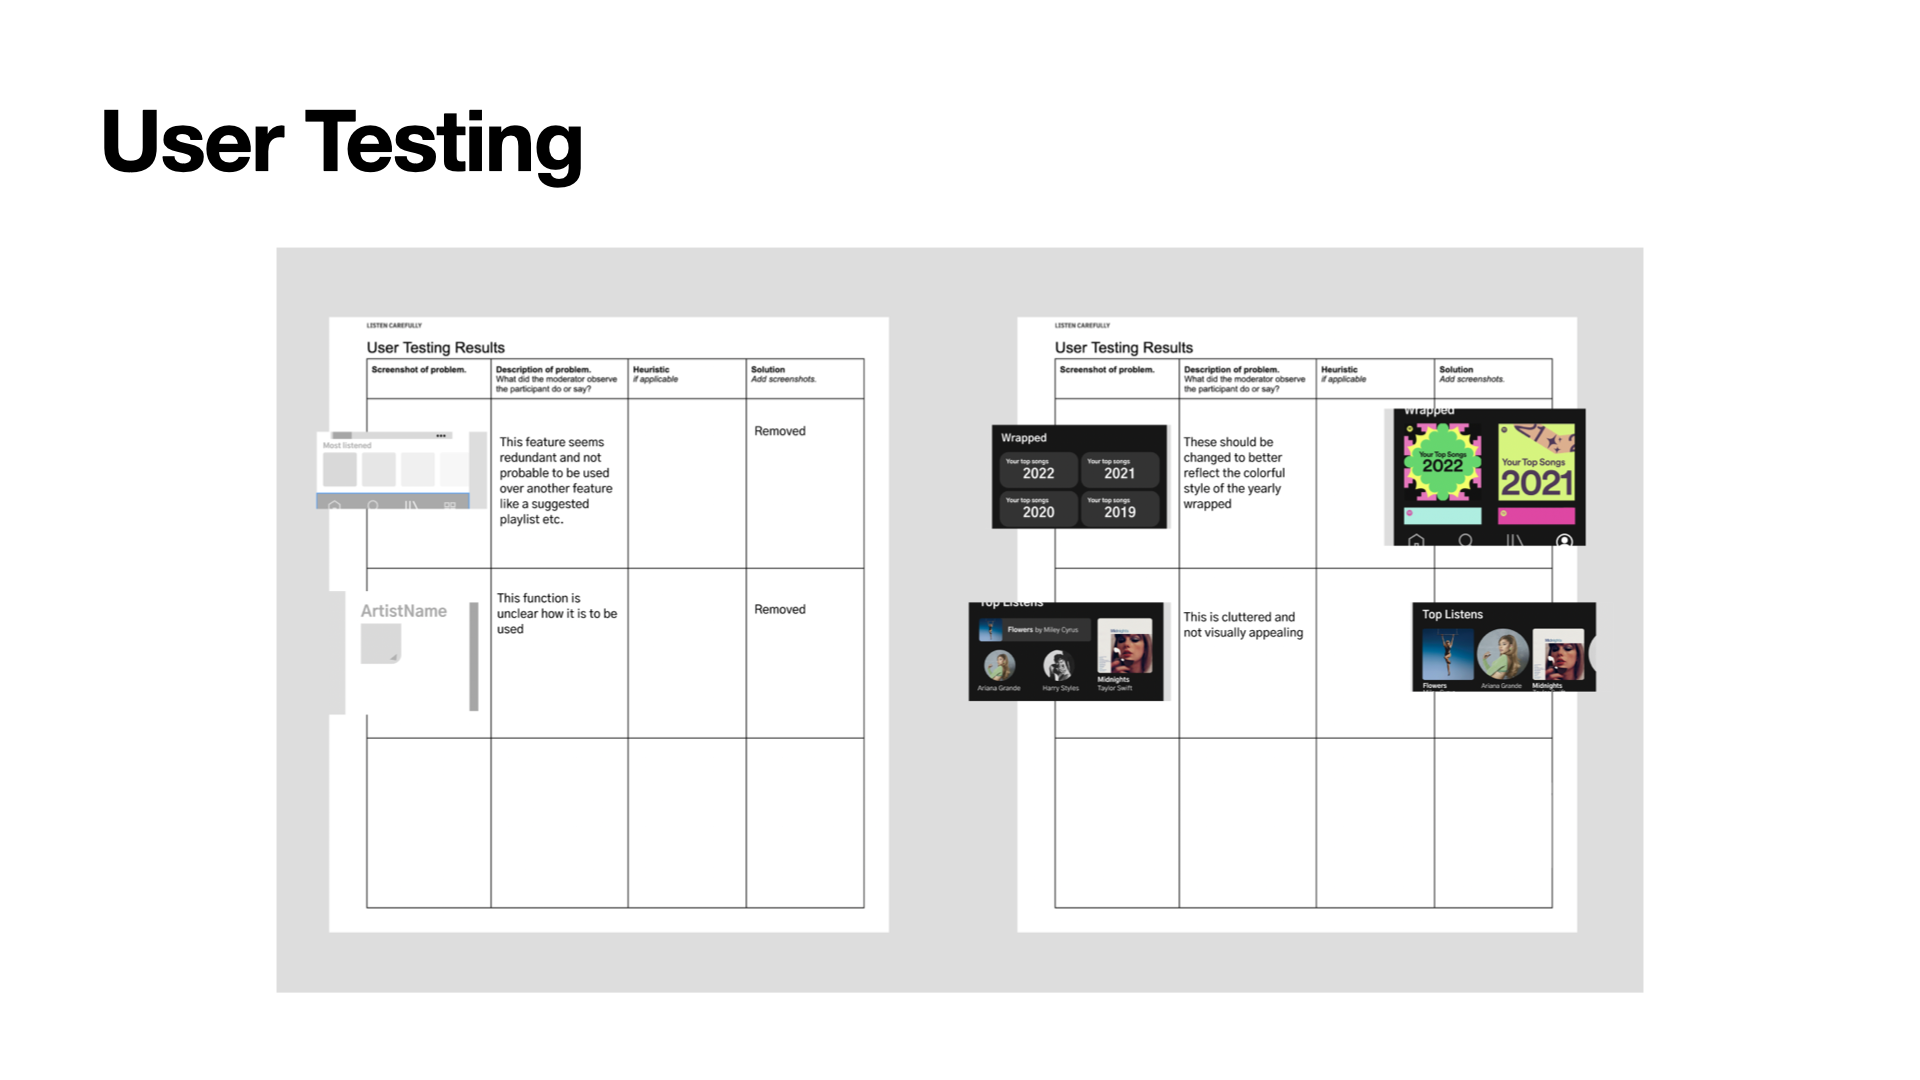 User Testing
LISTEN CAREFULLY
User Testing Results
Screenshot of problem.
Description of problem.
What did the moderator observe
the participant do or say?
Heuristic
if applicable
Solution
Add screenshots.
Most listened
This feature seems
redundant and not
probable to be used
over another feature
like a suggested
playlist etc.
Removed
ArtistName
This function is
unclear how it is to be
used
Removed
LISTEN CAREFULLY
User Testing Results
Screenshot of problem.
Description of problem.
What did the moderator observe
the participant do or say?
Heuristic
if applicable
Solution
Add screenshots.
Wrapped
Your top songs
2022
Your top songs
2021
Your top songs
2020
Your top songs
2019
These should be
changed to better
reflect the colorful
style of the yearly
wrapped
Wrapped
Your Top Songs
2022
Your Top Songs
2021
Top Listens
Flowers by Miley Cyrus
Ariana Grande
Harry Styles
Midnights
Taylor Swift
This is cluttered and
not visually appealing
Top Listens
Flowers
Ariana Grande
Midnights